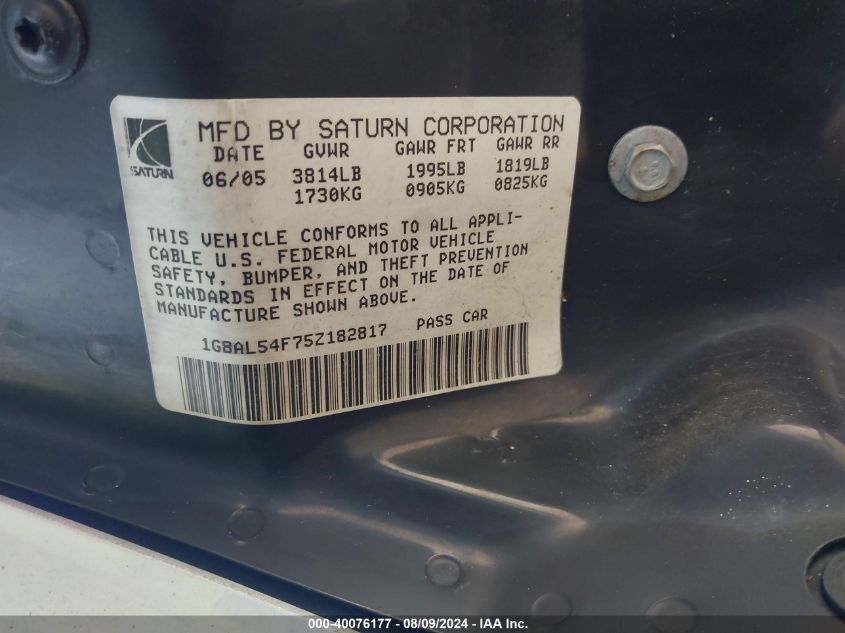 MFD BY SATURN CORPORATION
DATE GVWR GAWR FRT GAWR RR
SATURN 06/05 3814LB 1995LB 1819LB
1730KG 0905KG 0825KG
THIS VEHICLE CONFORMS TO ALL APPLI-
CABLE U.S. FEDERAL MOTOR VEHICLE
SAFETY, BUMPER, AND THEFT PREVENTION
STANDARDS IN EFFECT ON THE DATE OF
MANUFACTURE SHOWN ABOVE.
1G8AL54F75Z182817 PASS CAR
000-40076177 - 08/09/2024 - IAA Inc.